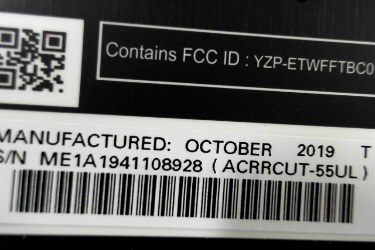 Contains FCC ID : YZP-ETWFFTBC0
MANUFACTURED: OCTOBER 2019 T
S/N ME1A1941108928 (ACRRCUT-55UL)